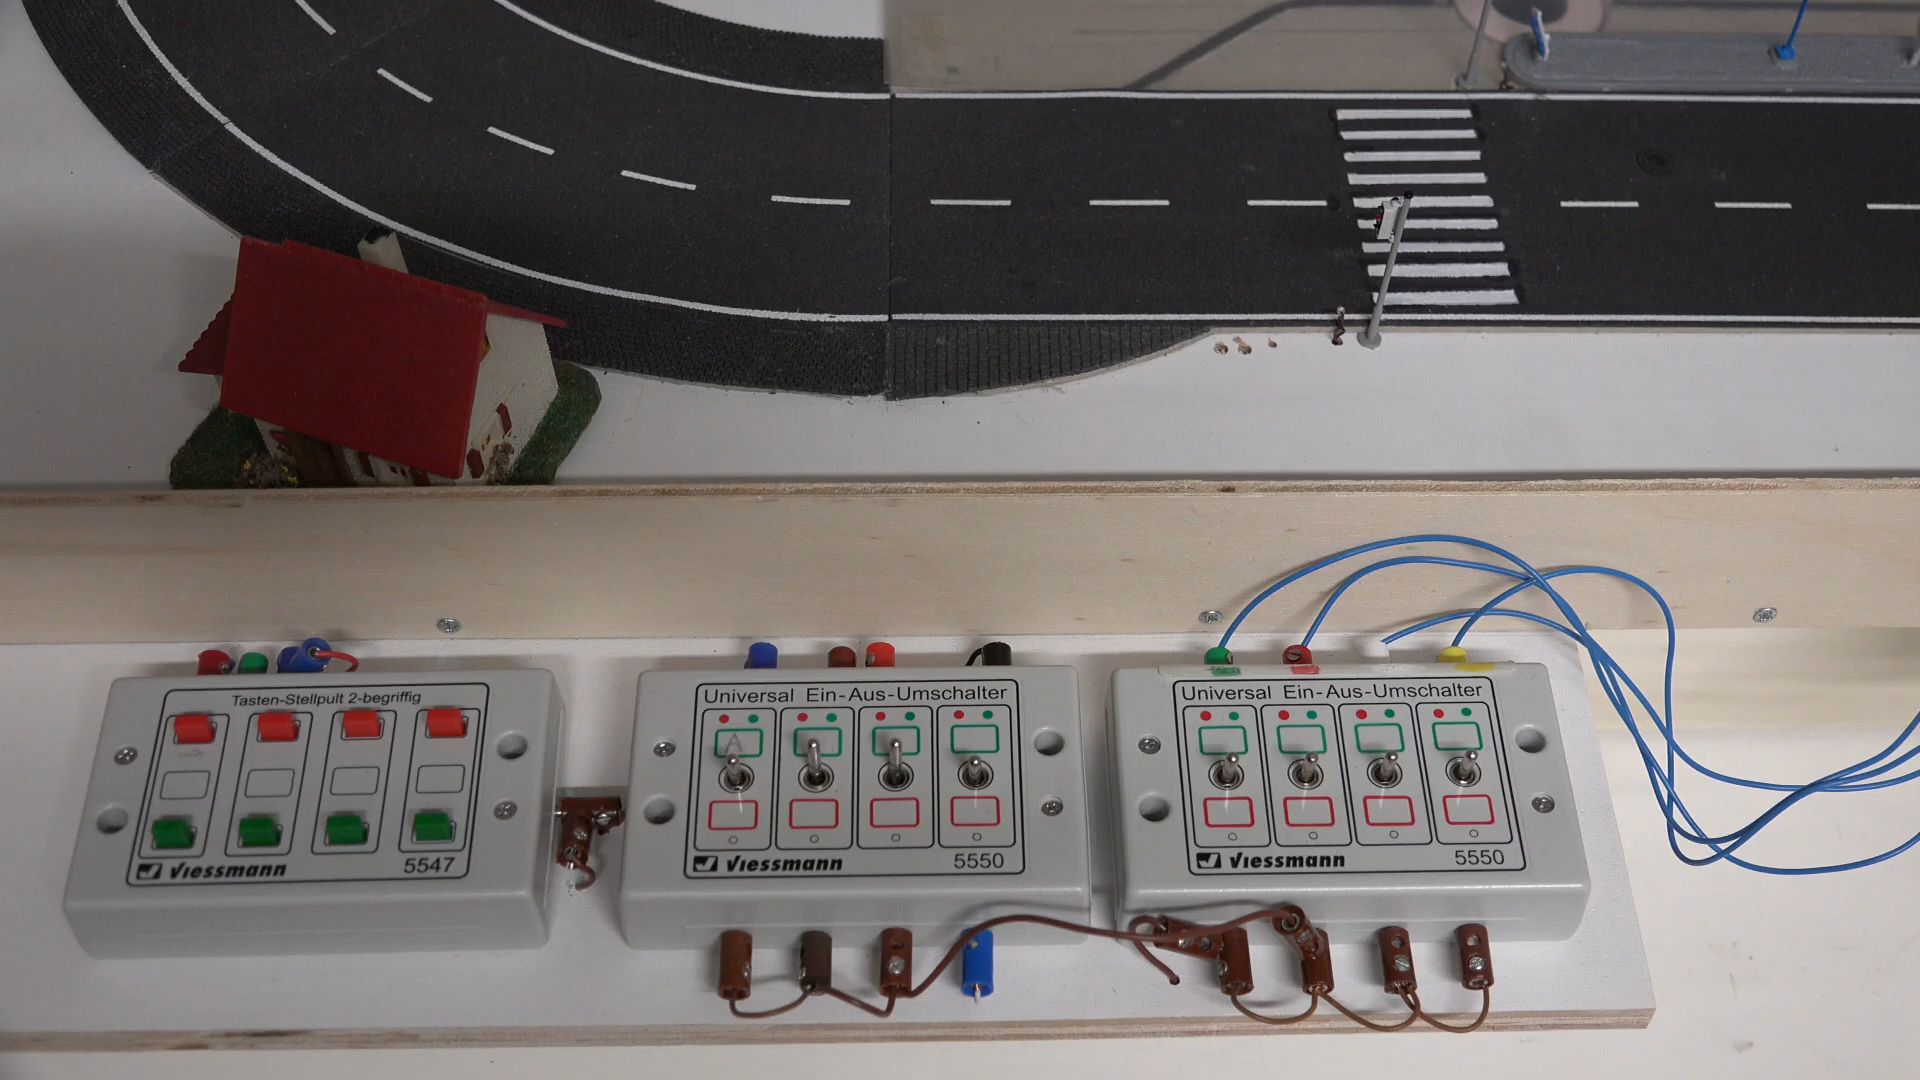 Tasten-Stellpult 2-begriffig
Viessmann 5547
Universal Ein-Aus-Umschalter
A
Viessmann 5550
Universal Ein-Aus-Umschalter
Viessmann 5550